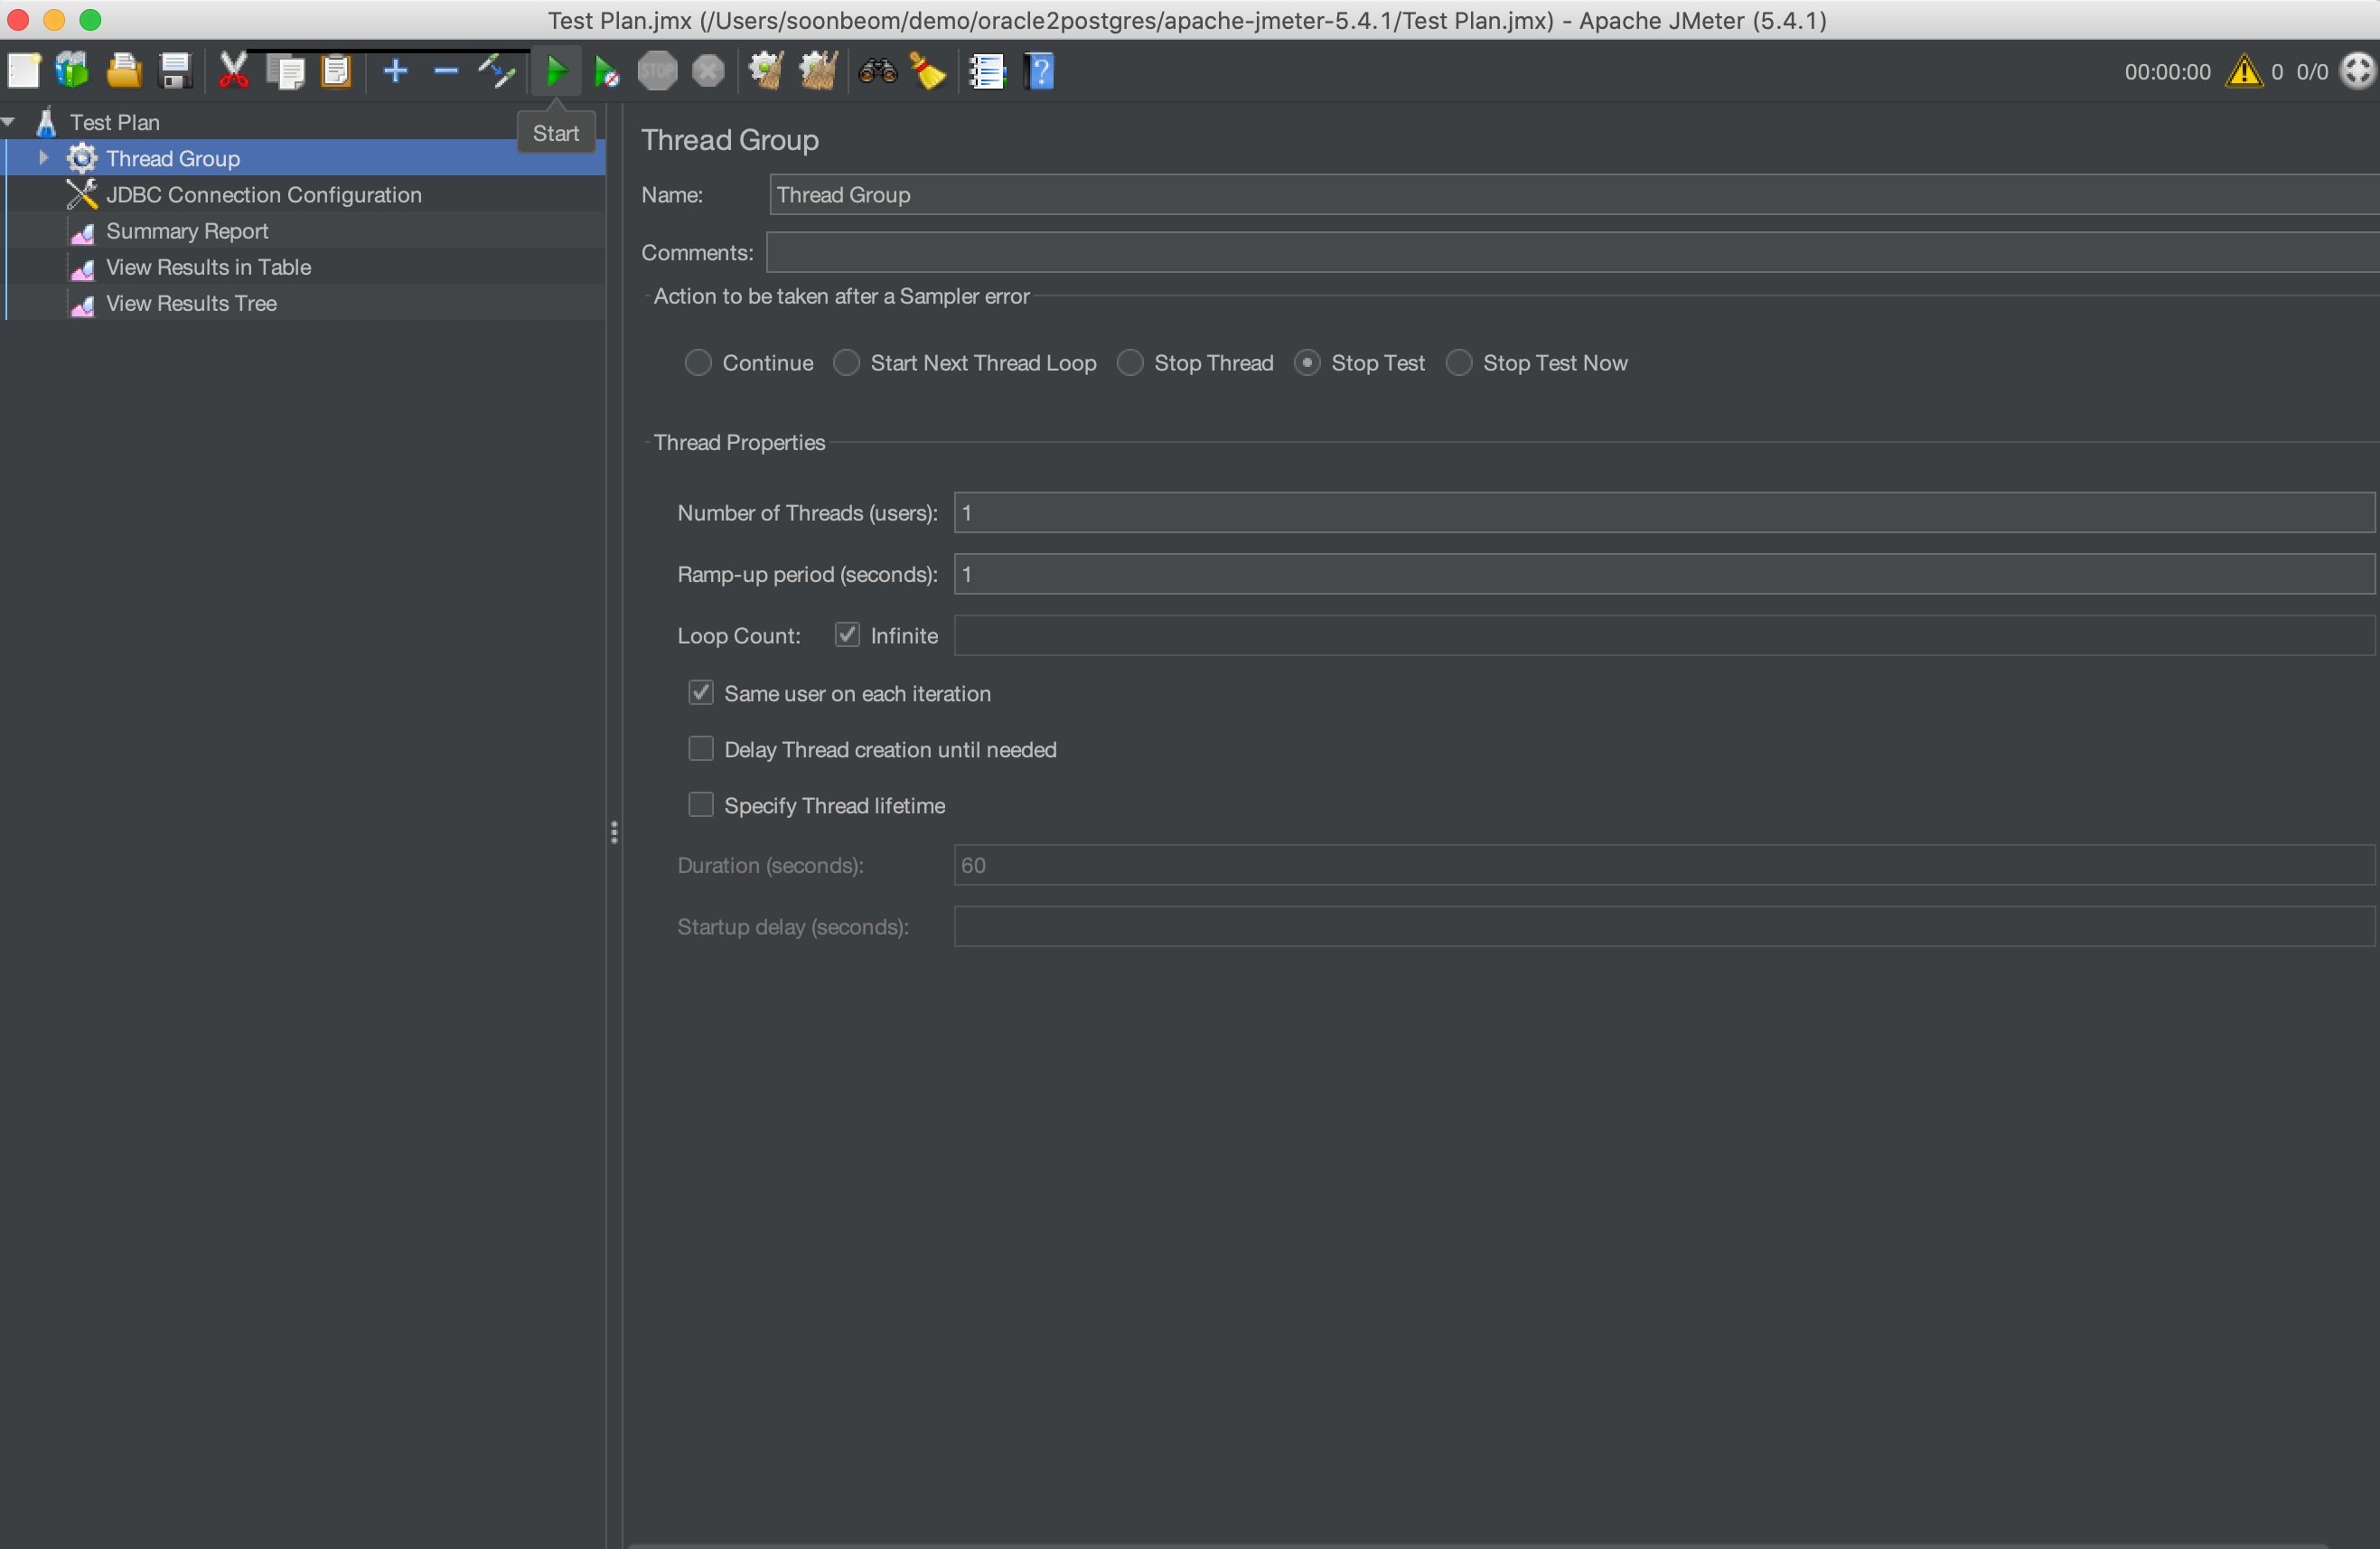 Test Plan.jmx (/Users/soonbeom/demo/oracle2postgres/apache-jmeter-5.4.1/Test Plan.jmx) - Apache JMeter (5.4.1)
STOP
?
00:00:00 0 0/0
Test Plan
Start
Thread Group
JDBC Connection Configuration
Summary Report
View Results in Table
View Results Tree
Thread Group
Name: Thread Group
Comments:
Action to be taken after a Sampler error
Continue Start Next Thread Loop Stop Thread Stop Test Stop Test Now
Thread Properties
Number of Threads (users): 1
Ramp-up period (seconds): 1
Loop Count: Infinite
Same user on each iteration
Delay Thread creation until needed
Specify Thread lifetime
Duration (seconds): 60
Startup delay (seconds):